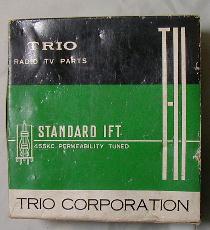 TRIO
RADIO TV PARTS
T-11
STANDARD IFT
455KC PERMEABILITY TUNED
TRIO CORPORATION